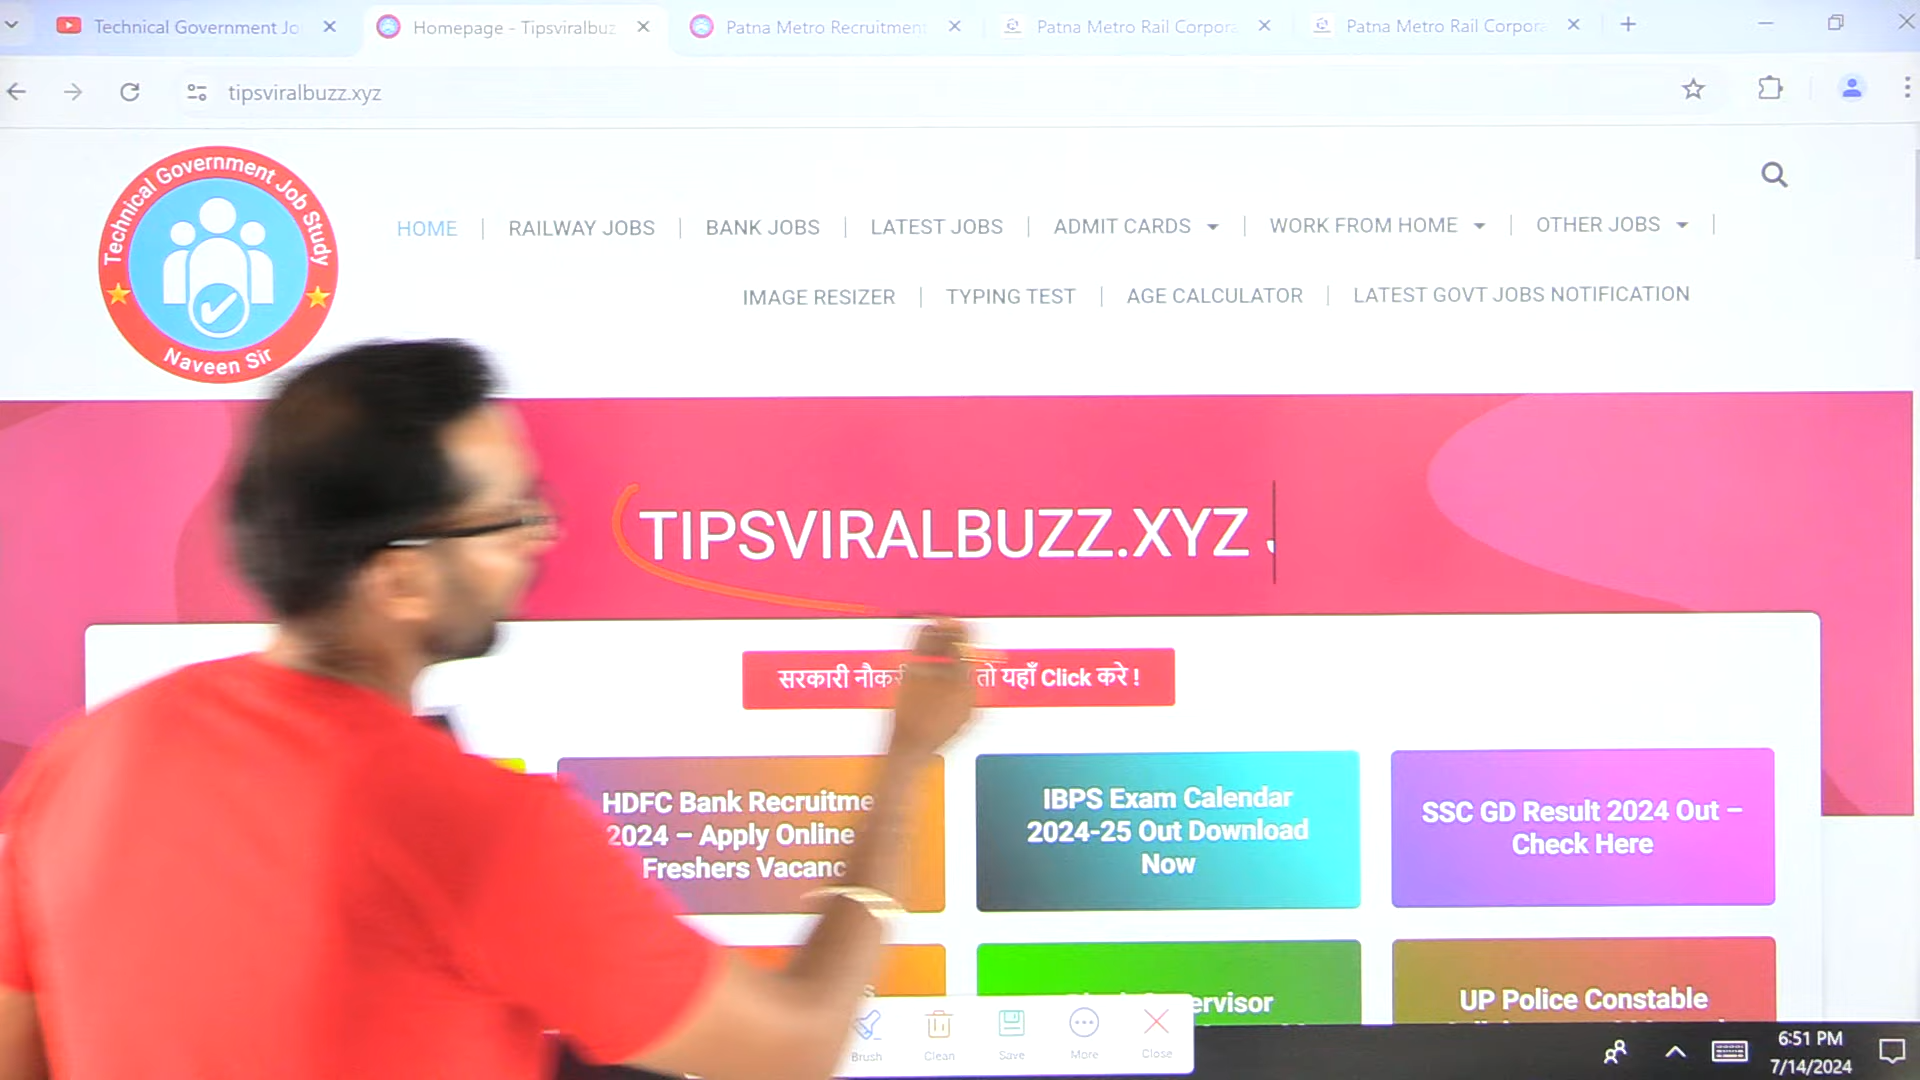 Technical Government Jo
Homepage - Tipsviralbuzz
Patna Metro Recruitment
Patna Metro Rail Corpora
Patna Metro Rail Corpora
tipsviralbuzz.xyz
Technical Government Job Study
Naveen Sir
HOME
RAILWAY JOBS
BANK JOBS
LATEST JOBS
ADMIT CARDS
WORK FROM HOME
OTHER JOBS
IMAGE RESIZER
TYPING TEST
AGE CALCULATOR
LATEST GOVT JOBS NOTIFICATION
TIPSVIRALBUZZ.XYZ
सरकारी तो यहाँ Click करे !
HDFC Bank Recruitme
2024 – Apply Online
Freshers Vacanc
IBPS Exam Calendar
2024-25 Out Download
Now
SSC GD Result 2024 Out –
Check Here
ervisor
UP Police Constable
Brush
Clean
Save
More
Close
6:51 PM
7/14/2024